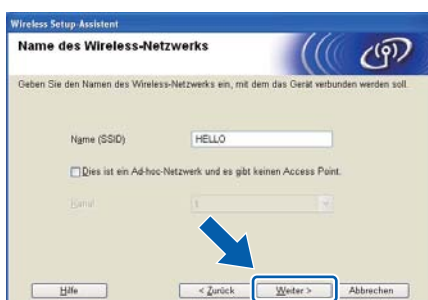 Wireless Setup-Assistent
Name des Wireless-Netzwerks
Geben Sie den Namen des Wireless-Netzwerks ein, mit dem das Gerät verbunden werden soll.
Name (SSID) HELLO
Dies ist ein Ad-hoc-Netzwerk und es gibt keinen Access Point.
Kanal 1
Hilfe < Zurück Weiter > Abbrechen